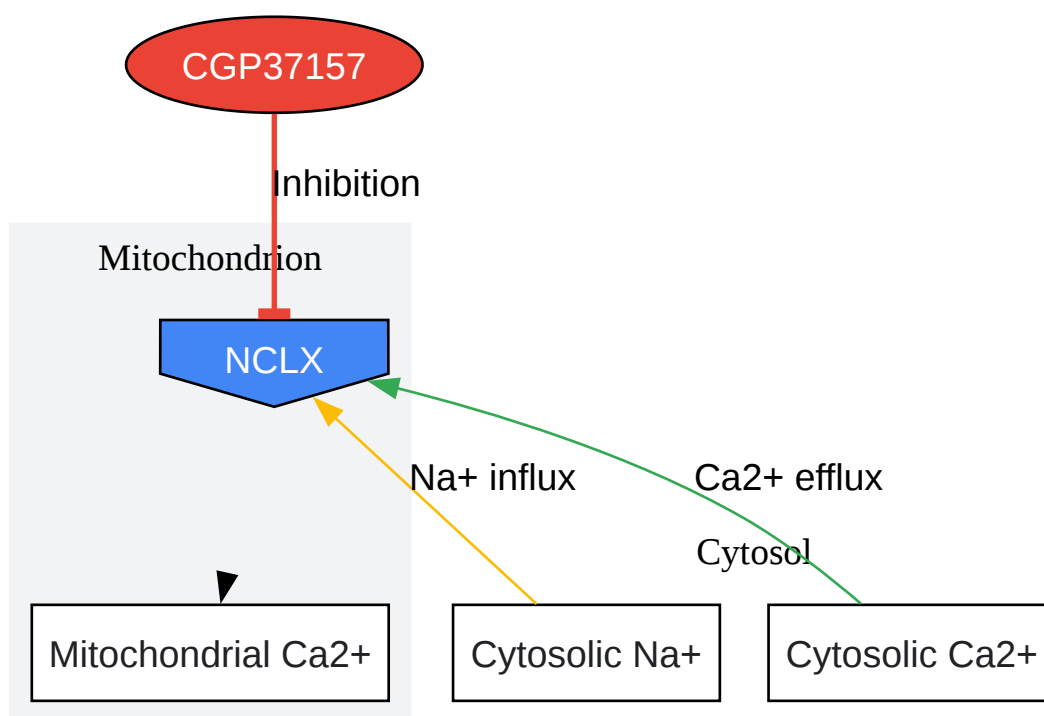 CGP37157
Inhibition
Mitochondrion
NCLX
Na+ influx
Ca2+ efflux
Cytosol
Mitochondrial Ca2+
Cytosolic Na+
Cytosolic Ca2+